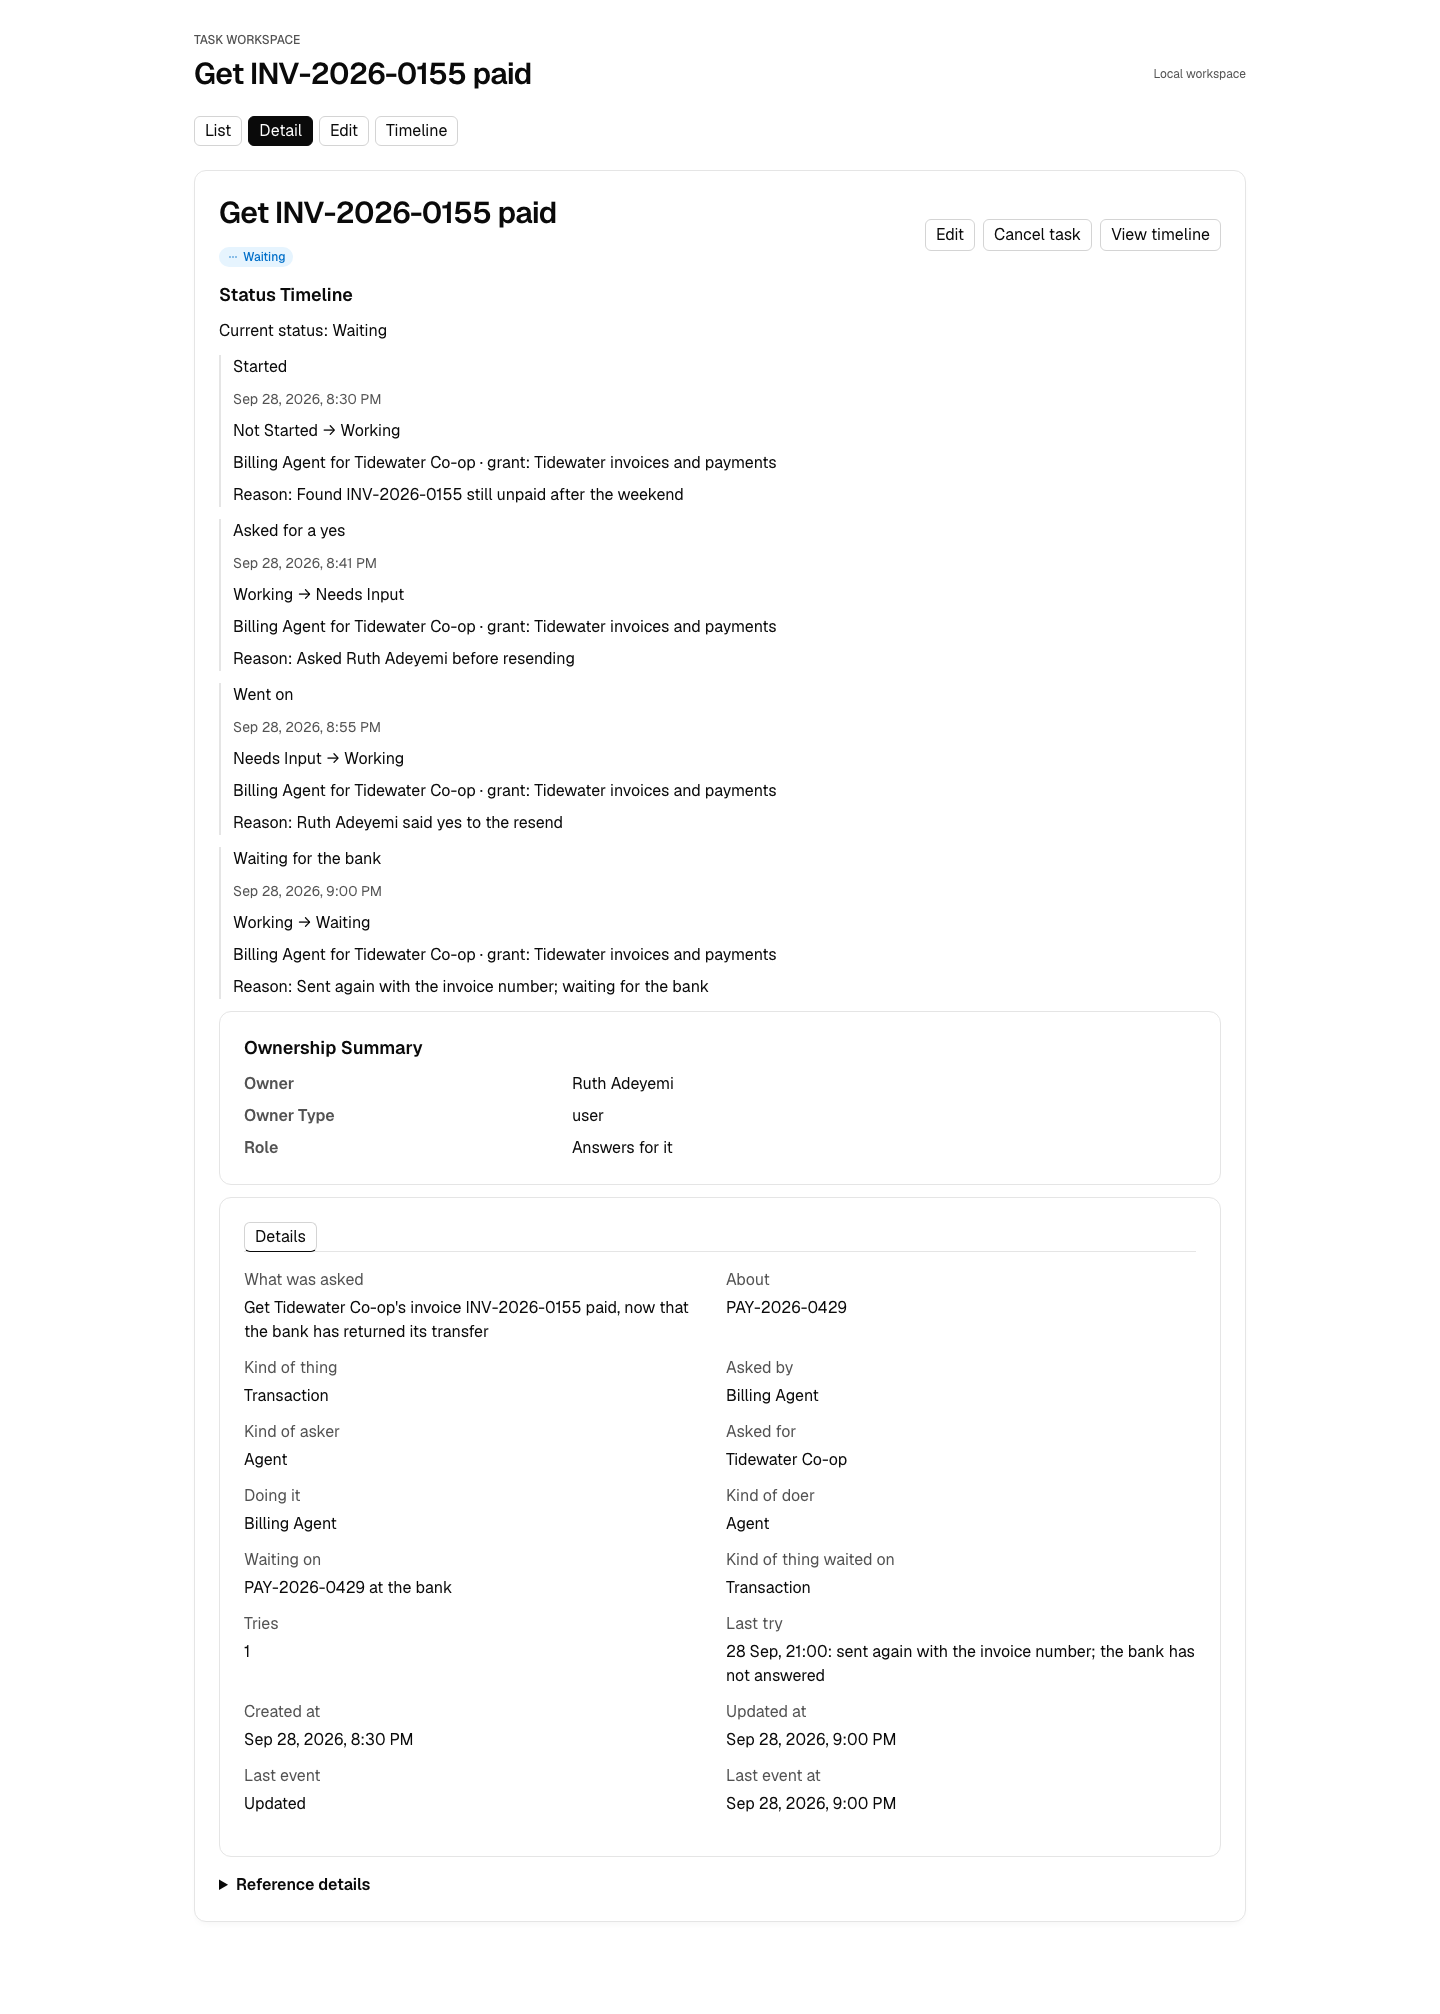 TASK WORKSPACE
Get INV-2026-0155 paid
Local workspace
List
Detail
Edit
Timeline
Get INV-2026-0155 paid
Edit
Cancel task
View timeline
··· Waiting
Status Timeline
Current status: Waiting
Started
Sep 28, 2026, 8:30 PM
Not Started → Working
Billing Agent for Tidewater Co-op · grant: Tidewater invoices and payments
Reason: Found INV-2026-0155 still unpaid after the weekend
Asked for a yes
Sep 28, 2026, 8:41 PM
Working → Needs Input
Billing Agent for Tidewater Co-op · grant: Tidewater invoices and payments
Reason: Asked Ruth Adeyemi before resending
Went on
Sep 28, 2026, 8:55 PM
Needs Input → Working
Billing Agent for Tidewater Co-op · grant: Tidewater invoices and payments
Reason: Ruth Adeyemi said yes to the resend
Waiting for the bank
Sep 28, 2026, 9:00 PM
Working → Waiting
Billing Agent for Tidewater Co-op · grant: Tidewater invoices and payments
Reason: Sent again with the invoice number; waiting for the bank
Ownership Summary
Owner
Ruth Adeyemi
Owner Type
user
Role
Answers for it
Details
What was asked
Get Tidewater Co-op's invoice INV-2026-0155 paid, now that
the bank has returned its transfer
About
PAY-2026-0429
Kind of thing
Transaction
Asked by
Billing Agent
Kind of asker
Agent
Asked for
Tidewater Co-op
Doing it
Billing Agent
Kind of doer
Agent
Waiting on
PAY-2026-0429 at the bank
Kind of thing waited on
Transaction
Tries
1
Last try
28 Sep, 21:00: sent again with the invoice number; the bank has
not answered
Created at
Sep 28, 2026, 8:30 PM
Updated at
Sep 28, 2026, 9:00 PM
Last event
Updated
Last event at
Sep 28, 2026, 9:00 PM
Reference details